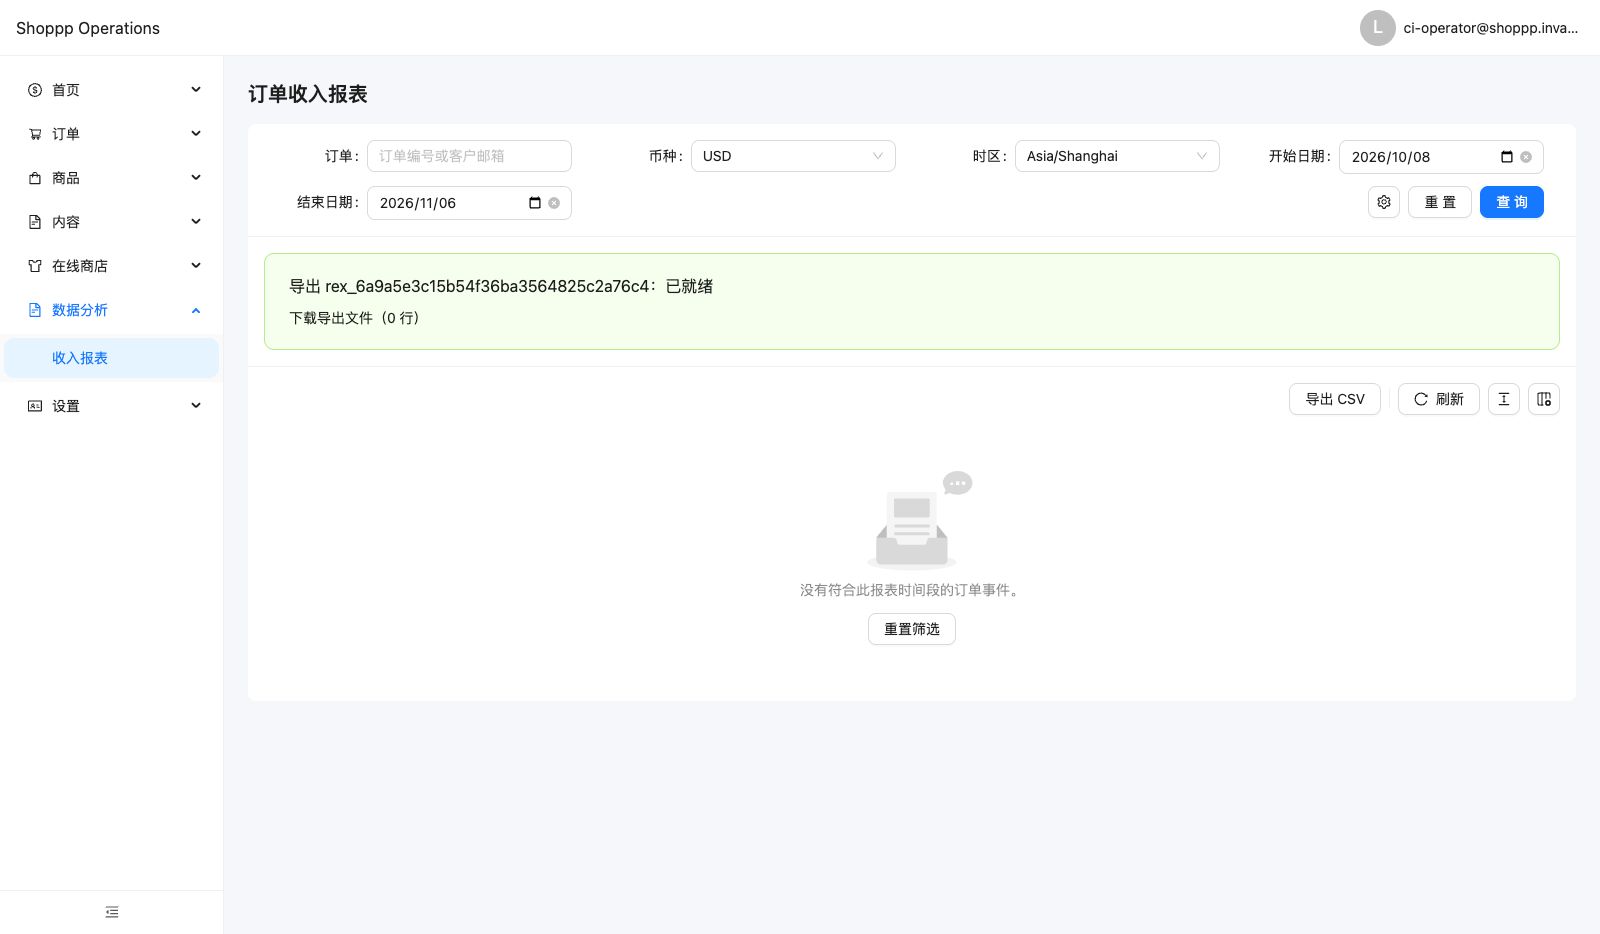 Shoppp Operations
L
ci-operator@shoppp.inva...
首页
订单
商品
内容
在线商店
数据分析
收入报表
设置
订单收入报表
订单: 订单编号或客户邮箱
币种: USD
时区: Asia/Shanghai
开始日期: 2026/10/08
结束日期: 2026/11/06
重 置
查 询
导出 rex_6a9a5e3c15b54f36ba3564825c2a76c4：已就绪
下载导出文件（0 行）
导出 CSV
刷新
没有符合此报表时间段的订单事件。
重置筛选